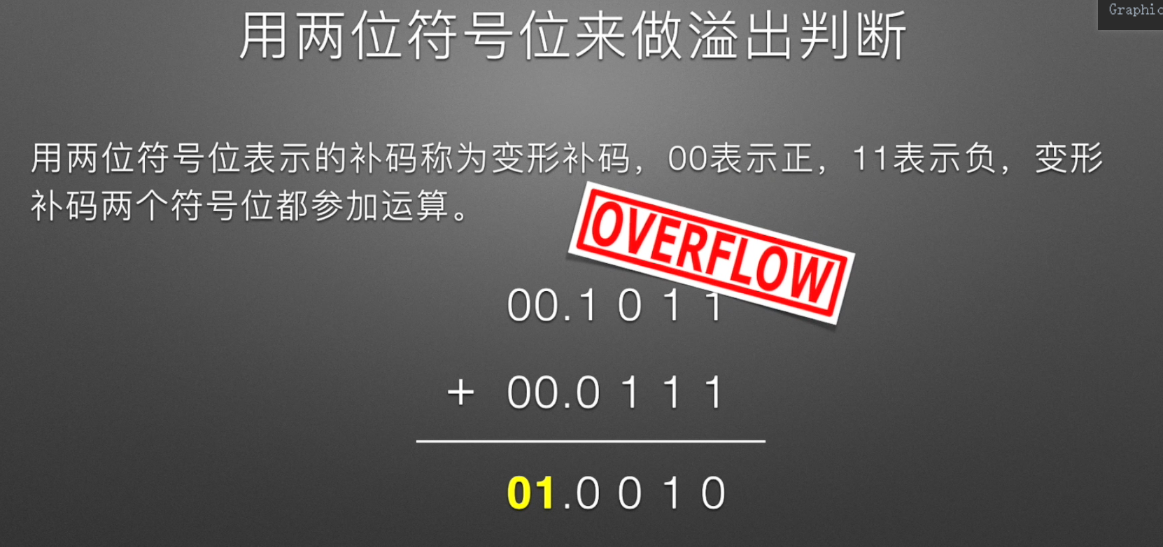 Graphic
用两位符号位来做溢出判断
用两位符号位表示的补码称为变形补码，00表示正，11表示负，变形
补码两个符号位都参加运算。
OVERFLOW
00.1 0 1 1
+ 00.0 1 1 1
01.0 0 1 0